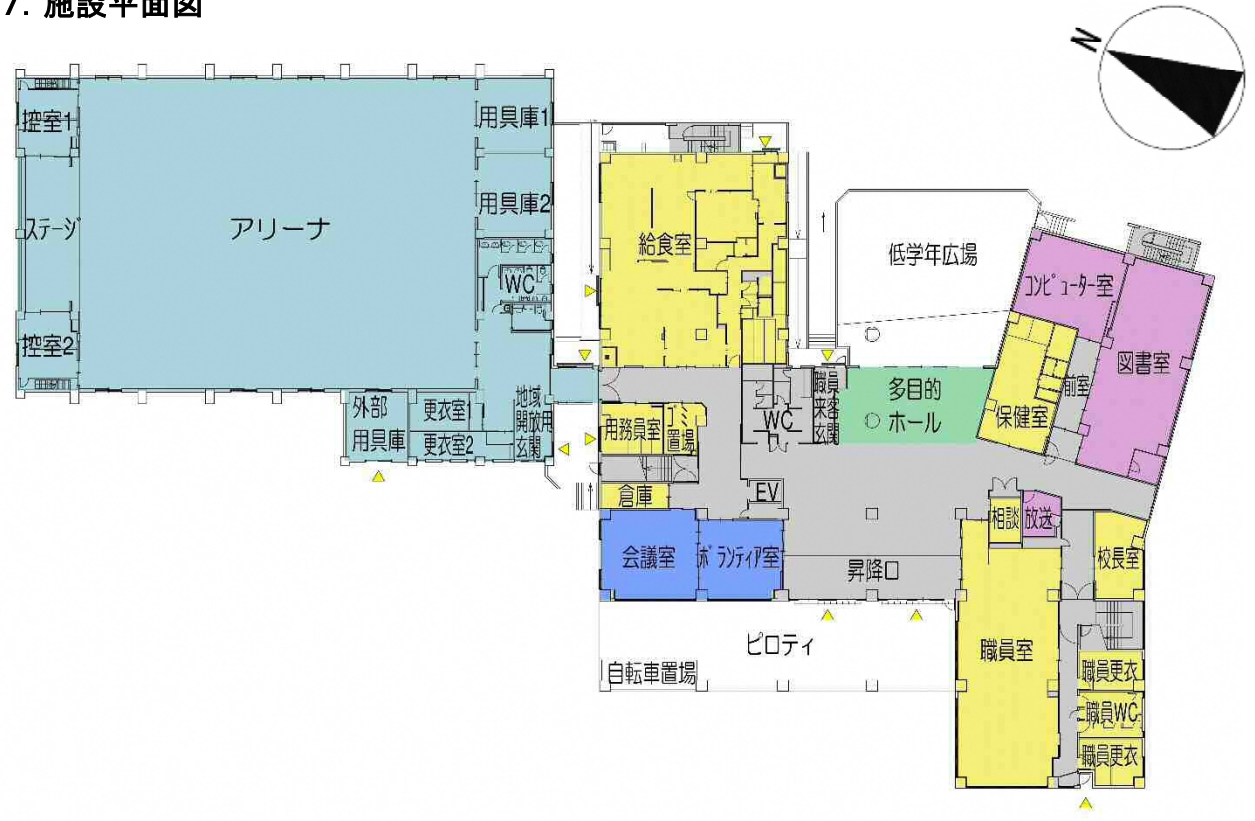 7. 施設平面図
N
控室1
用具庫1
ステージ
アリーナ
用具庫2
WC
控室2
給食室
低学年広場
コンピューター室
図書室
前室
保健室
多目的
ホール
職員
来客
玄関
WC
外部
用具庫
更衣室1
更衣室2
地域
開放用
玄関
用務員室
ゴミ
置場
倉庫
EV
会議室
ボランティア室
昇降口
相談
放送
校長室
ピロティ
自転車置場
職員室
職員更衣
職員WC
職員更衣